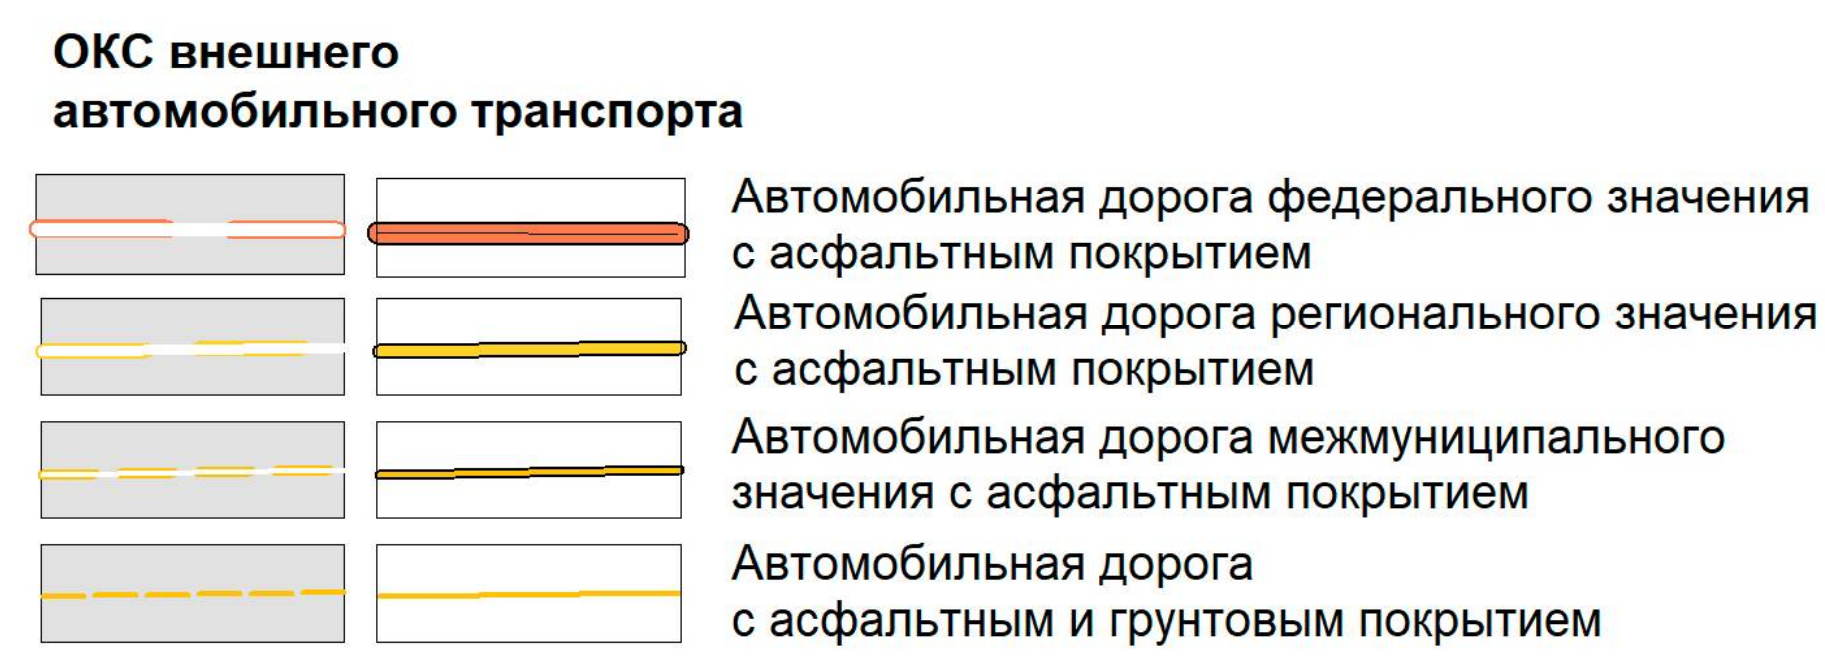 ОКС внешнего
автомобильного транспорта
Автомобильная дорога федерального значения
с асфальтным покрытием
Автомобильная дорога регионального значения
с асфальтным покрытием
Автомобильная дорога межмуниципального
значения с асфальтным покрытием
Автомобильная дорога
с асфальтным и грунтовым покрытием